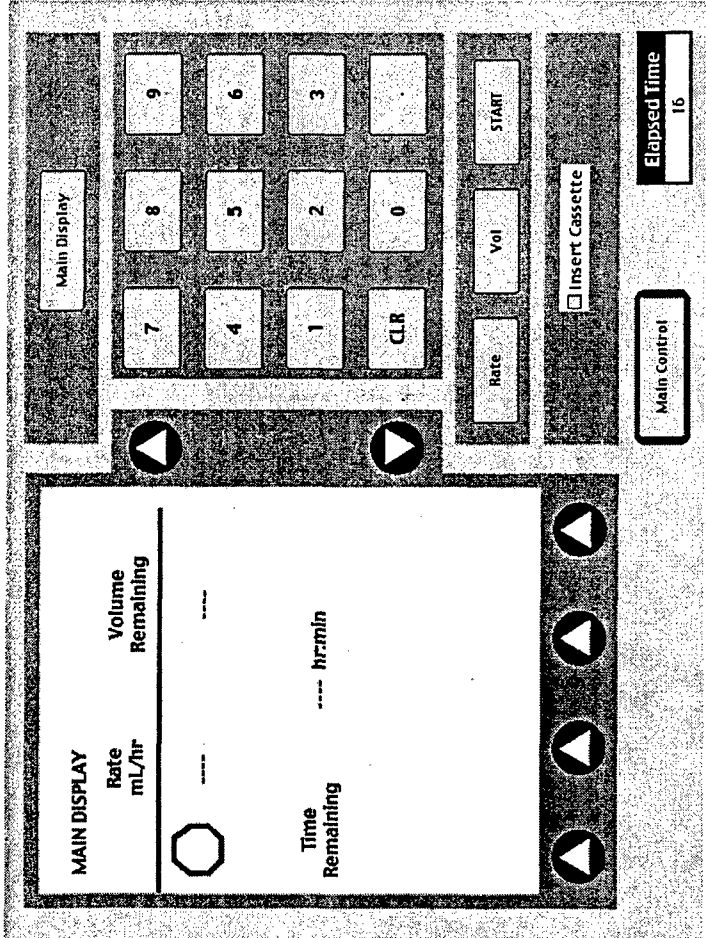 MAIN DISPLAY
Rate
mL/hr
Volume
Remaining
----
----
Time
Remaining
---- hr:min
Main Display
7 8 9
4 5 6
1 2 3
CLR 0 .
Rate Vol START
Insert Cassette
Main Control
Elapsed Time
16